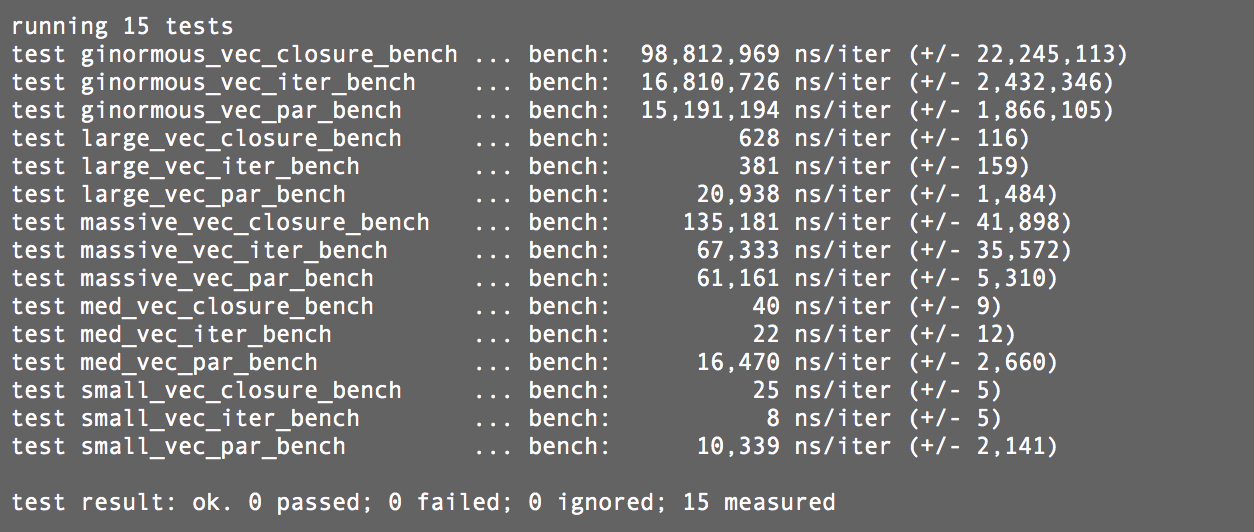 running 15 tests
test ginormous_vec_closure_bench ... bench:  98,812,969 ns/iter (+/- 22,245,113)
test ginormous_vec_iter_bench    ... bench:  16,810,726 ns/iter (+/- 2,432,346)
test ginormous_vec_par_bench     ... bench:  15,191,194 ns/iter (+/- 1,866,105)
test large_vec_closure_bench     ... bench:         628 ns/iter (+/- 116)
test large_vec_iter_bench        ... bench:         381 ns/iter (+/- 159)
test large_vec_par_bench         ... bench:      20,938 ns/iter (+/- 1,484)
test massive_vec_closure_bench   ... bench:     135,181 ns/iter (+/- 41,898)
test massive_vec_iter_bench      ... bench:      67,333 ns/iter (+/- 35,572)
test massive_vec_par_bench       ... bench:      61,161 ns/iter (+/- 5,310)
test med_vec_closure_bench       ... bench:          40 ns/iter (+/- 9)
test med_vec_iter_bench          ... bench:          22 ns/iter (+/- 12)
test med_vec_par_bench           ... bench:      16,470 ns/iter (+/- 2,660)
test small_vec_closure_bench     ... bench:          25 ns/iter (+/- 5)
test small_vec_iter_bench        ... bench:           8 ns/iter (+/- 5)
test small_vec_par_bench         ... bench:      10,339 ns/iter (+/- 2,141)
test result: ok. 0 passed; 0 failed; 0 ignored; 15 measured